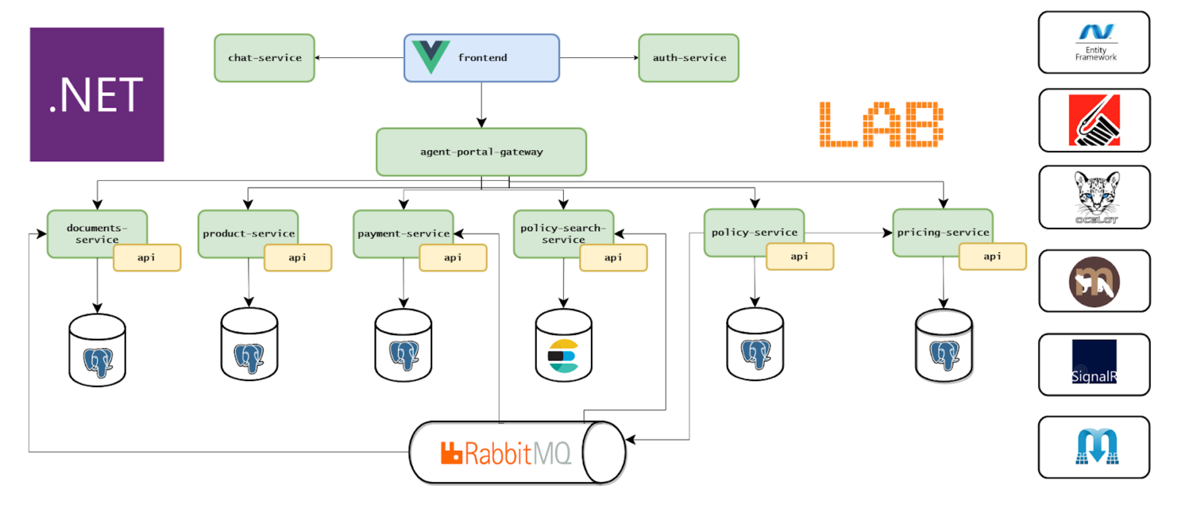 .NET
chat-service
frontend
auth-service
Entity
Framework
LAB
agent-portal-gateway
OCELOT
documents-
service
api
product-service
api
payment-service
api
policy-search-
service
api
policy-service
api
pricing-service
api
m
SignalR
RabbitMQ